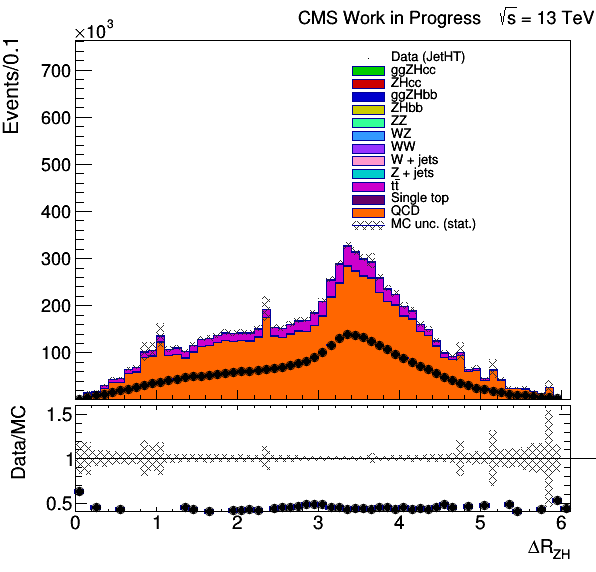 CMS Work in Progress √s = 13 TeV
×10³
Events/0.1
700
600
500
400
300
200
100
Data (JetHT)
ggZHcc
ZHcc
ggZHbb
ZHbb
ZZ
WZ
WW
W + jets
Z + jets
tt̄
Single top
QCD
MC unc. (stat.)
Data/MC
1.5
1
0.5
0 1 2 3 4 5 6
ΔR_ZH